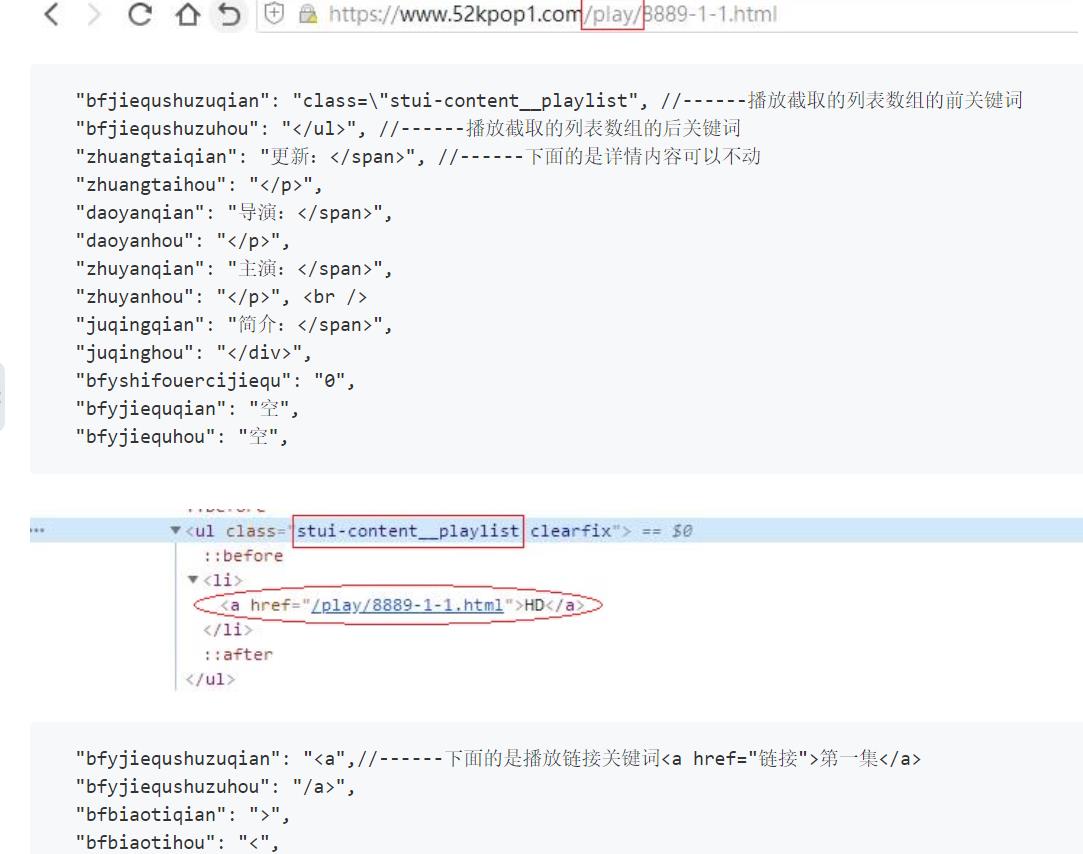 https://www.52kpop1.com/play/8889-1-1.html
"bfjiequshuzuqian": "class=\"stui-content__playlist", //------播放截取的列表数组的前关键词
"bfjiequshuzuhou": "</ul>", //------播放截取的列表数组的后关键词
"zhuangtaiqian": "更新：</span>", //------下面的是详情内容可以不动
"zhuangtaihou": "</p>",
"daoyanqian": "导演：</span>",
"daoyanhou": "</p>",
"zhuyanqian": "主演：</span>",
"zhuyanhou": "</p>", <br />
"juqingqian": "简介：</span>",
"juqinghou": "</div>",
"bfyshifouercijiequ": "0",
"bfyjiequqian": "空",
"bfyjiequhou": "空",
::before
<ul class="stui-content__playlist clearfix"> == $0
::before
<li>
<a href="/play/8889-1-1.html">HD</a>
</li>
::after
</ul>
"bfyjiequshuzuqian": "<a",//------下面的是播放链接关键词<a href="链接">第一集</a>
"bfyjiequshuzuhou": "/a>",
"bfbiaotiqian": ">",
"bfbiaotihou": "<",